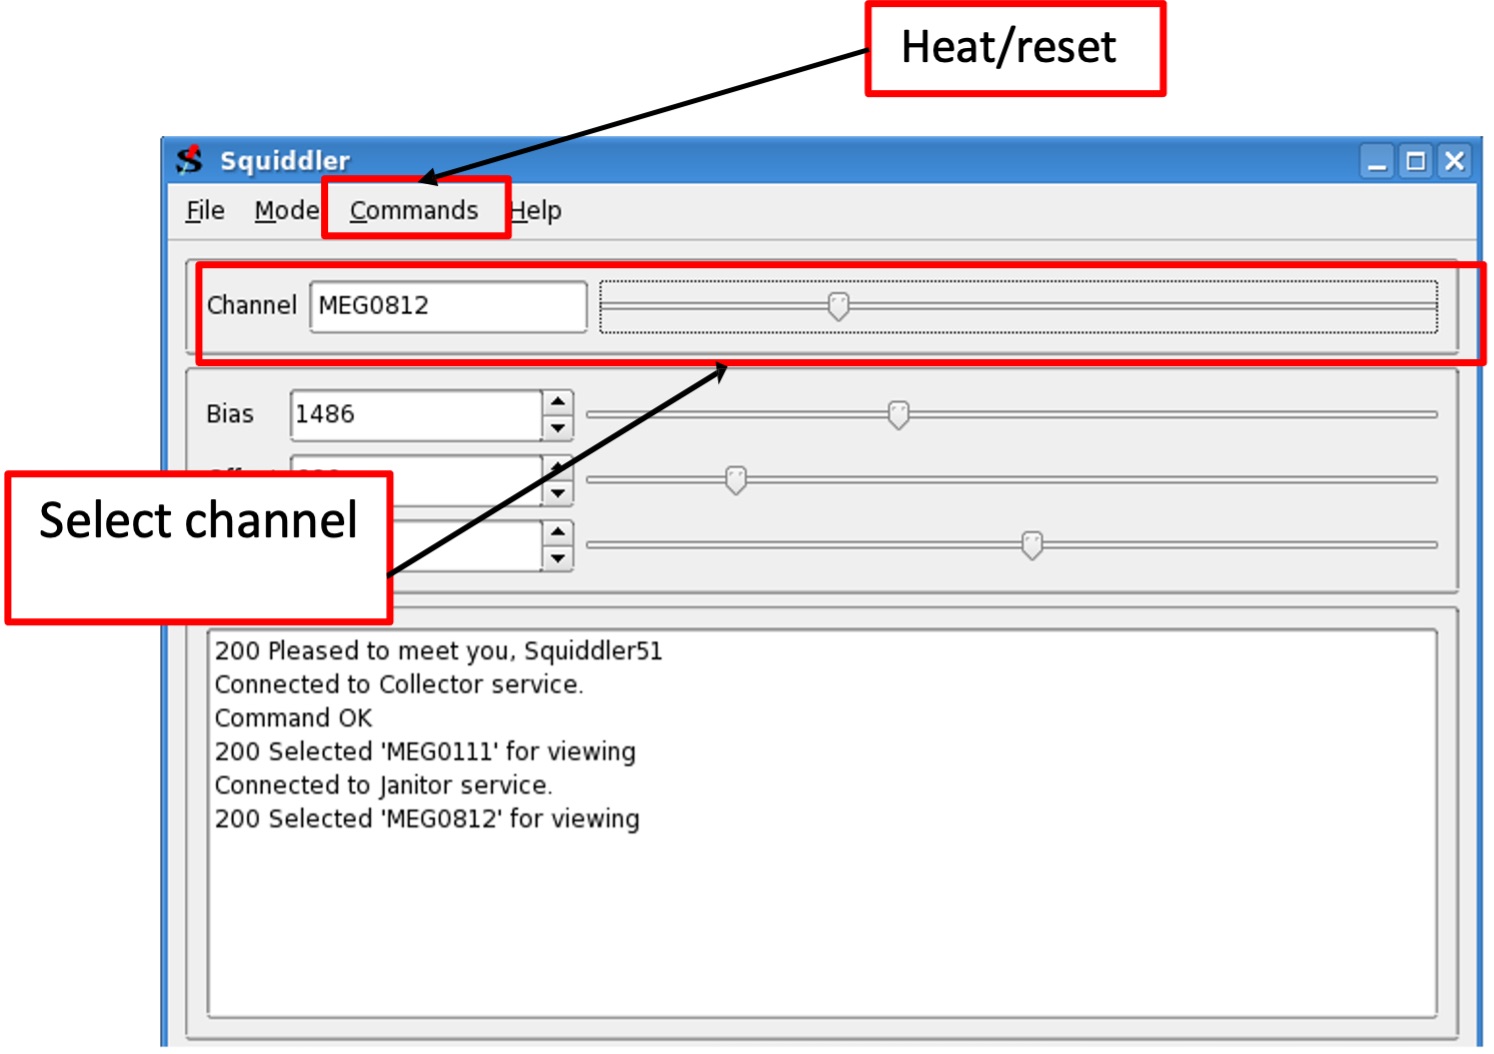 Heat/reset
Squiddler
File Mode Commands Help
Channel MEG0812
Bias 1486
Select channel
200 Pleased to meet you, Squiddler51
Connected to Collector service.
Command OK
200 Selected 'MEG0111' for viewing
Connected to Janitor service.
200 Selected 'MEG0812' for viewing